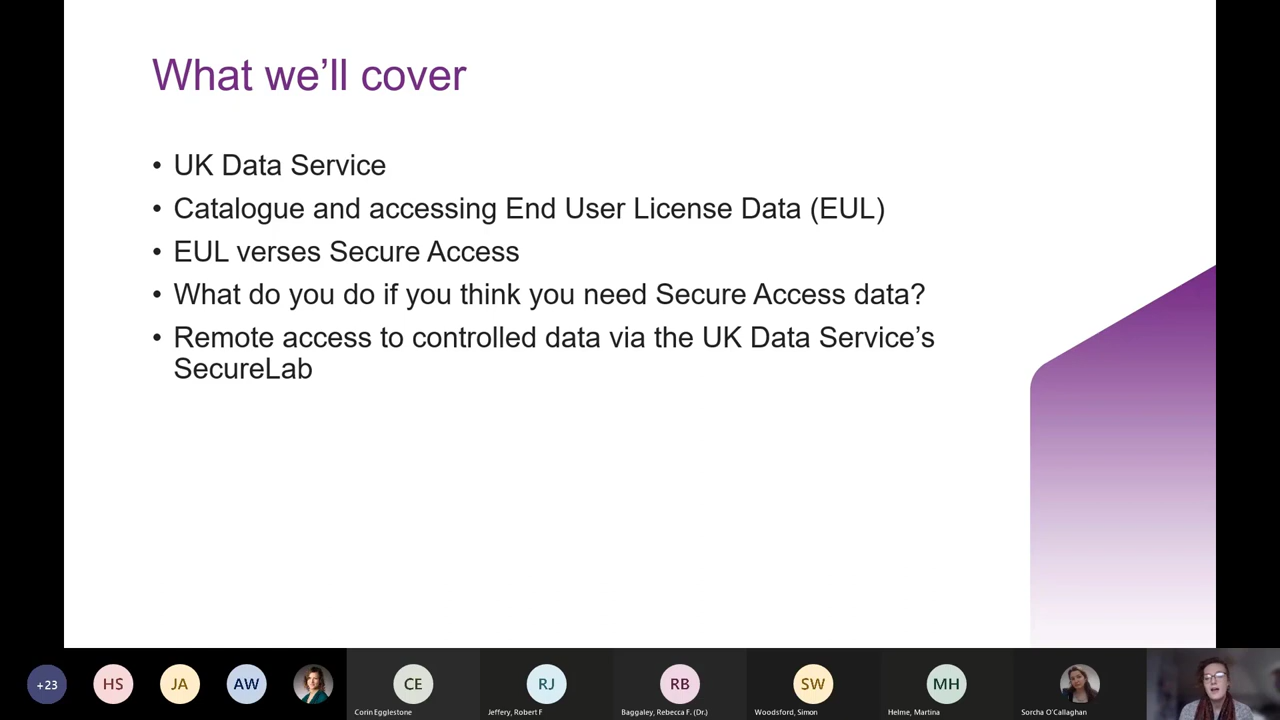 What we’ll cover
• UK Data Service
• Catalogue and accessing End User License Data (EUL)
• EUL verses Secure Access
• What do you do if you think you need Secure Access data?
• Remote access to controlled data via the UK Data Service’s
SecureLab
+23
HS
JA
AW
CE
RJ
RB
SW
MH
Corin Egglestone
Jeffery, Robert F
Baggaley, Rebecca F. (Dr.)
Woodsford, Simon
Helme, Martina
Sorcha O'Callaghan